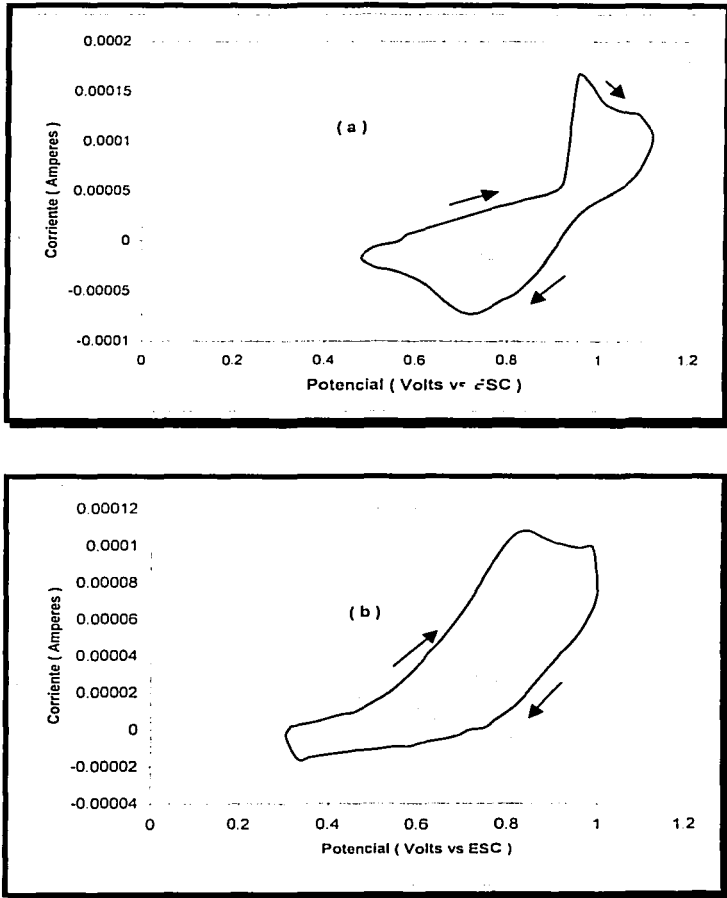 0.0002
0.00015
0.0001
0.00005
0
-0.00005
-0.0001
Corriente ( Amperes )
( a )
0 0.2 0.4 0.6 0.8 1 1.2
Potencial ( Volts vs ESC )
0.00012
0.0001
0.00008
0.00006
0.00004
0.00002
0
-0.00002
-0.00004
Corriente ( Amperes )
( b )
0 0.2 0.4 0.6 0.8 1 1.2
Potencial ( Volts vs ESC )